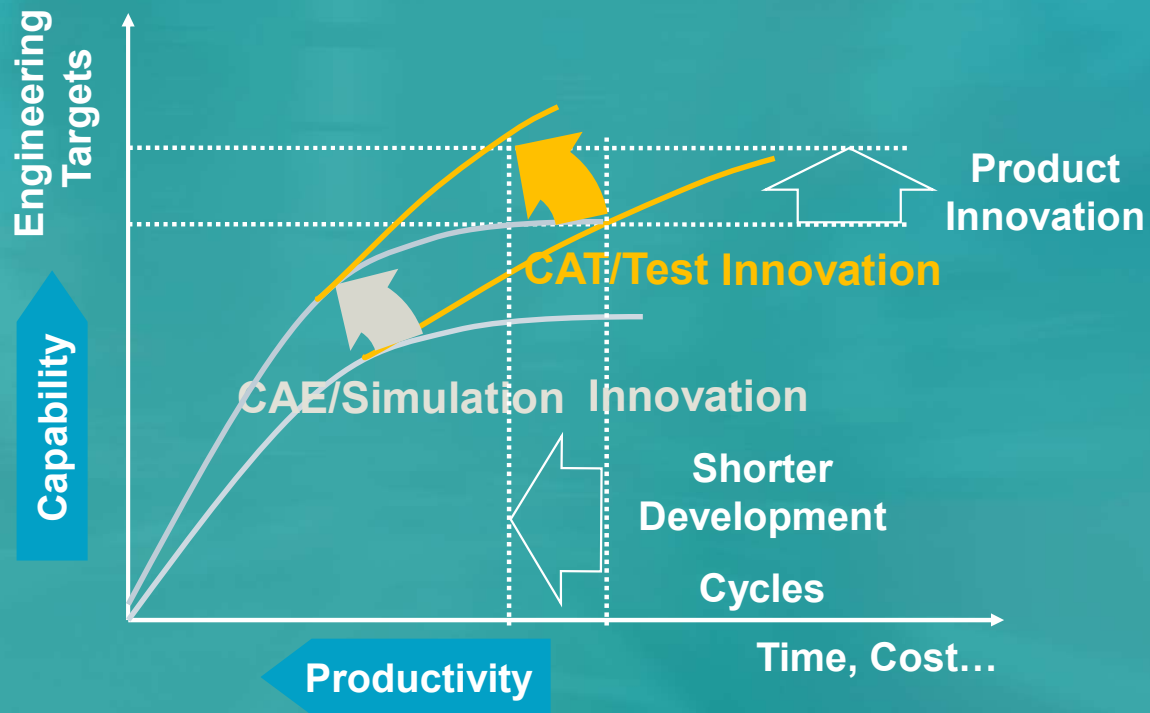 Engineering
Targets
Product
Innovation
CAT/Test Innovation
Capability
CAE/Simulation Innovation
Shorter
Development
Cycles
Time, Cost…
Productivity